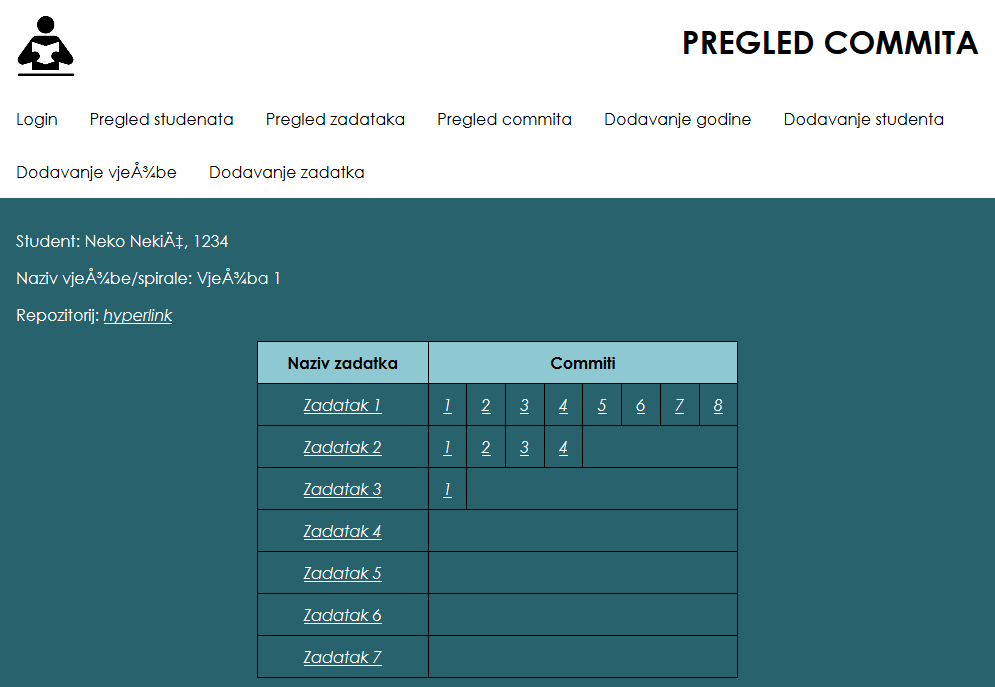 PREGLED COMMITA
Login Pregled studenata Pregled zadataka Pregled commita Dodavanje godine Dodavanje studenta
Dodavanje vjeÅ¾be Dodavanje zadatka
Student: Neko NekiÄ‡, 1234
Naziv vjeÅ¾be/spirale: VjeÅ¾ba 1
Repozitorij: hyperlink
Naziv zadatka Commiti
Zadatak 1 1 2 3 4 5 6 7 8
Zadatak 2 1 2 3 4
Zadatak 3 1
Zadatak 4
Zadatak 5
Zadatak 6
Zadatak 7